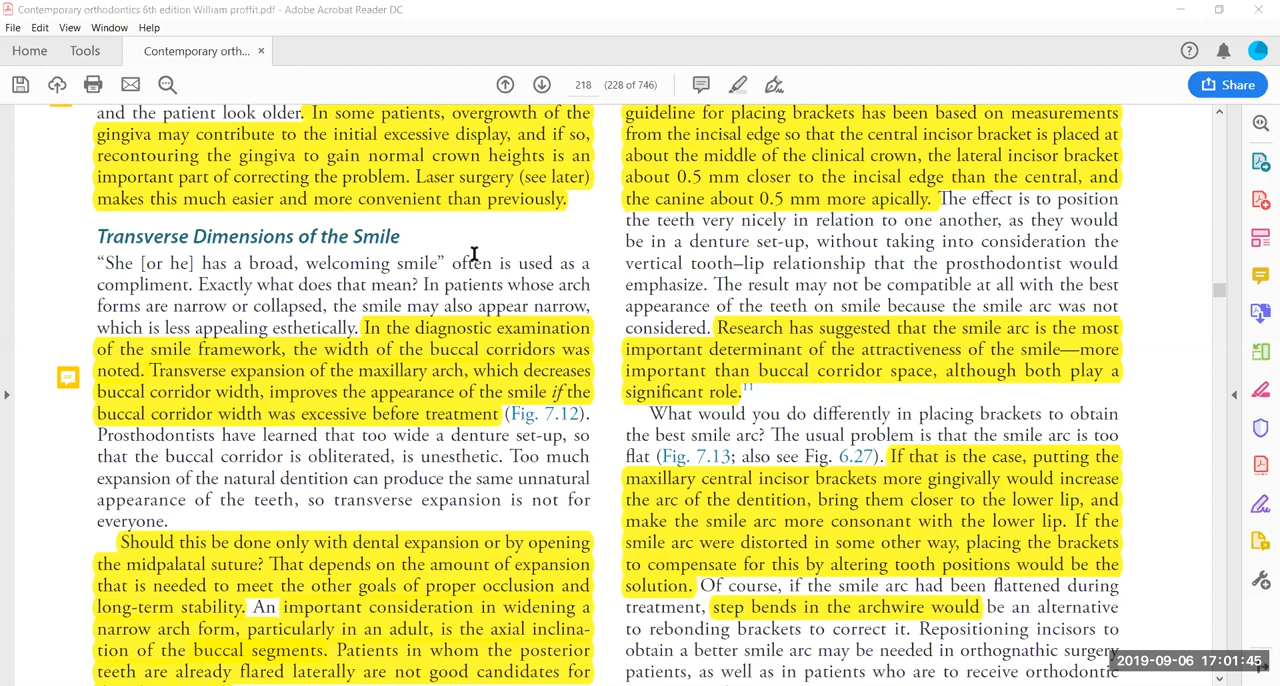 Contemporary orthodontics 6th edition William proffit.pdf - Adobe Acrobat Reader DC
File Edit View Window Help
Home Tools Contemporary orth... ×
218 (228 of 746) Share
and the patient look older. In some patients, overgrowth of the
gingiva may contribute to the initial excessive display, and if so,
recontouring the gingiva to gain normal crown heights is an
important part of correcting the problem. Laser surgery (see later)
makes this much easier and more convenient than previously.
Transverse Dimensions of the Smile
“She [or he] has a broad, welcoming smile” often is used as a
compliment. Exactly what does that mean? In patients whose arch
forms are narrow or collapsed, the smile may also appear narrow,
which is less appealing esthetically. In the diagnostic examination
of the smile framework, the width of the buccal corridors was
noted. Transverse expansion of the maxillary arch, which decreases
buccal corridor width, improves the appearance of the smile if the
buccal corridor width was excessive before treatment (Fig. 7.12).
Prosthodontists have learned that too wide a denture set-up, so
that the buccal corridor is obliterated, is unesthetic. Too much
expansion of the natural dentition can produce the same unnatural
appearance of the teeth, so transverse expansion is not for
everyone.
Should this be done only with dental expansion or by opening
the midpalatal suture? That depends on the amount of expansion
that is needed to meet the other goals of proper occlusion and
long-term stability. An important consideration in widening a
narrow arch form, particularly in an adult, is the axial inclina-
tion of the buccal segments. Patients in whom the posterior
teeth are already flared laterally are not good candidates for
guideline for placing brackets has been based on measurements
from the incisal edge so that the central incisor bracket is placed at
about the middle of the clinical crown, the lateral incisor bracket
about 0.5 mm closer to the incisal edge than the central, and
the canine about 0.5 mm more apically. The effect is to position
the teeth very nicely in relation to one another, as they would
be in a denture set-up, without taking into consideration the
vertical tooth–lip relationship that the prosthodontist would
emphasize. The result may not be compatible at all with the best
appearance of the teeth on smile because the smile arc was not
considered. Research has suggested that the smile arc is the most
important determinant of the attractiveness of the smile—more
important than buccal corridor space, although both play a
significant role.11
What would you do differently in placing brackets to obtain
the best smile arc? The usual problem is that the smile arc is too
flat (Fig. 7.13; also see Fig. 6.27). If that is the case, putting the
maxillary central incisor brackets more gingivally would increase
the arc of the dentition, bring them closer to the lower lip, and
make the smile arc more consonant with the lower lip. If the
smile arc were distorted in some other way, placing the brackets
to compensate for this by altering tooth positions would be the
solution. Of course, if the smile arc had been flattened during
treatment, step bends in the archwire would be an alternative
to rebonding brackets to correct it. Repositioning incisors to
obtain a better smile arc may be needed in orthognathic surgery
patients, as well as in patients who are to receive orthodontic
2019-09-06 17:01:45